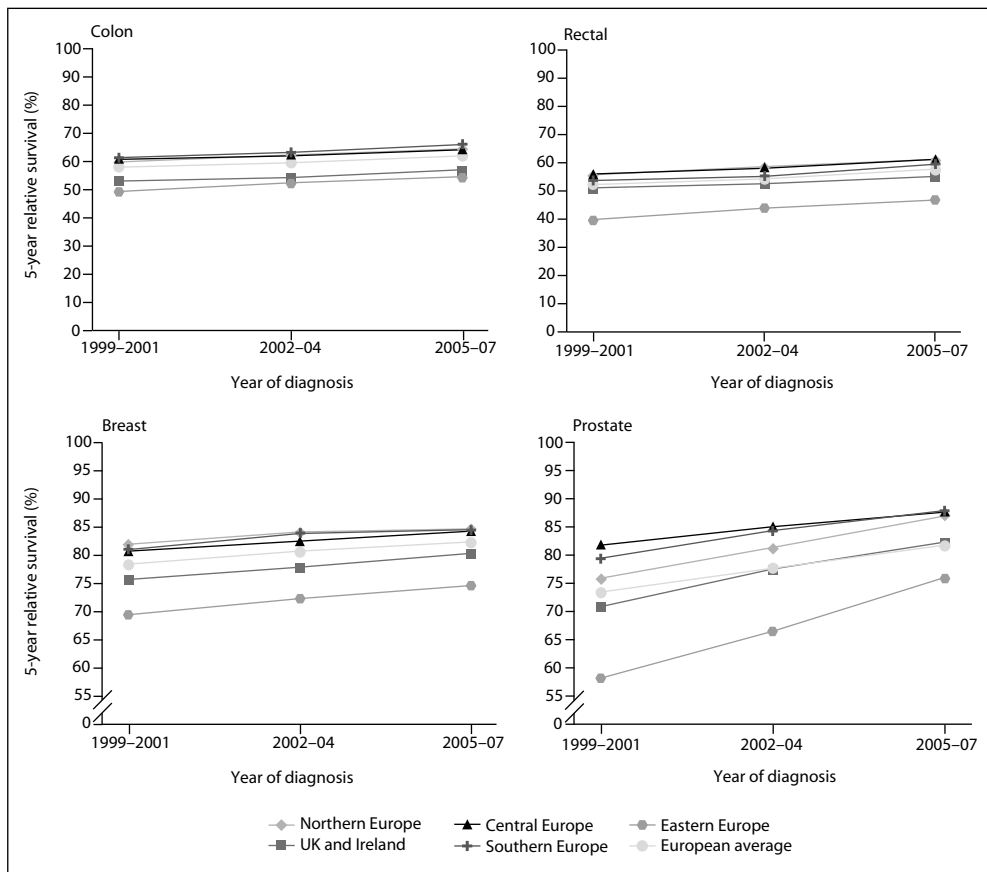 Colon
100
90
80
70
60
50
40
30
20
10
0
5-year relative survival (%)
1999–2001 2002–04 2005–07
Year of diagnosis
Rectal
100
90
80
70
60
50
40
30
20
10
0
1999–2001 2002–04 2005–07
Year of diagnosis
Breast
100
95
90
85
80
75
70
65
60
55
0
5-year relative survival (%)
1999–2001 2002–04 2005–07
Year of diagnosis
Prostate
100
95
90
85
80
75
70
65
60
55
0
1999–2001 2002–04 2005–07
Year of diagnosis
Northern Europe Central Europe Eastern Europe
UK and Ireland Southern Europe European average